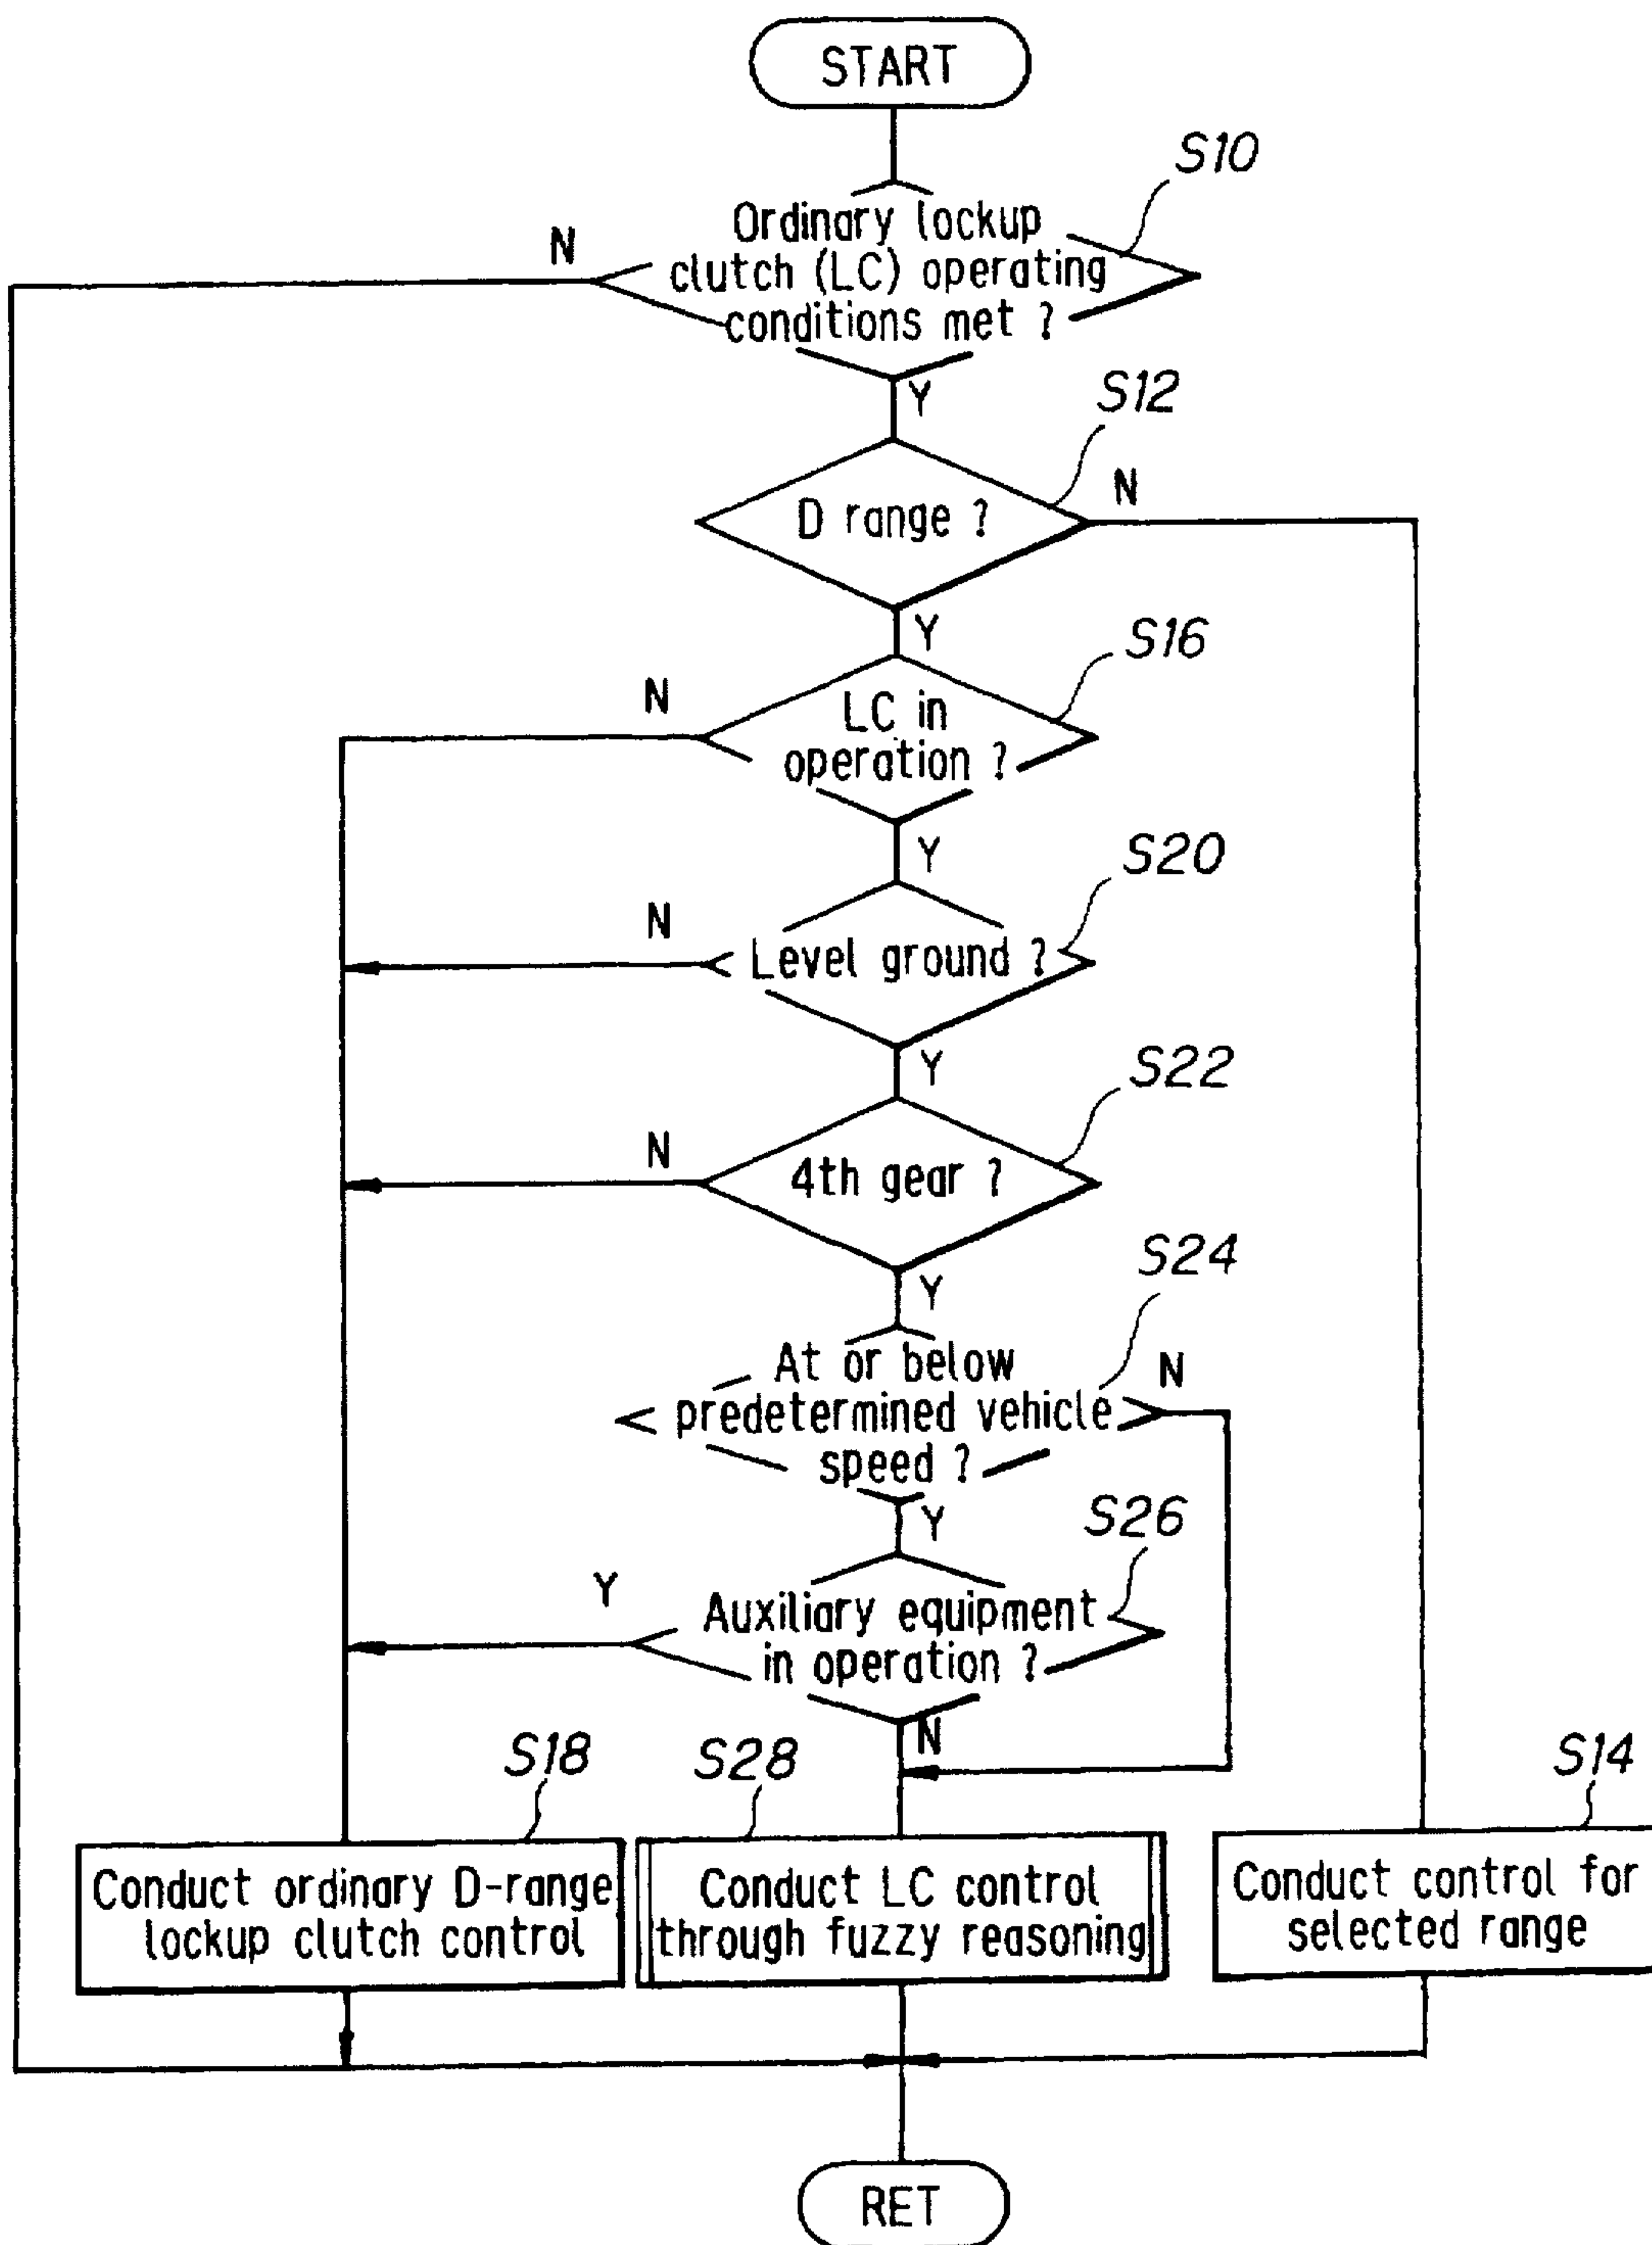 START
S10
N
Ordinary lockup
clutch (LC) operating
conditions met ?
Y
S12
N
D range ?
Y
S16
N
LC in
operation ?
Y
S20
N
Level ground ?
Y
S22
N
4th gear ?
Y
S24
At or below
N
predetermined vehicle
speed ?
Y
S26
Y
Auxiliary equipment
in operation ?
N
S18
S28
S14
Conduct ordinary D-range
lockup clutch control
Conduct LC control
through fuzzy reasoning
Conduct control for
selected range
RET